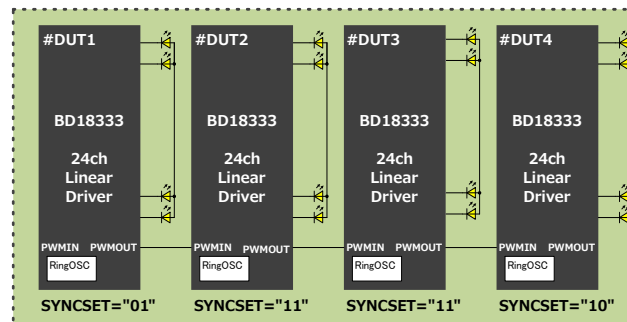 #DUT1
BD18333
24ch
Linear
Driver
PWMIN PWMOUT
RingOSC
SYNCSET="01"
#DUT2
BD18333
24ch
Linear
Driver
PWMIN PWMOUT
RingOSC
SYNCSET="11"
#DUT3
BD18333
24ch
Linear
Driver
PWMIN PWMOUT
RingOSC
SYNCSET="11"
#DUT4
BD18333
24ch
Linear
Driver
PWMIN PWMOUT
RingOSC
SYNCSET="10"